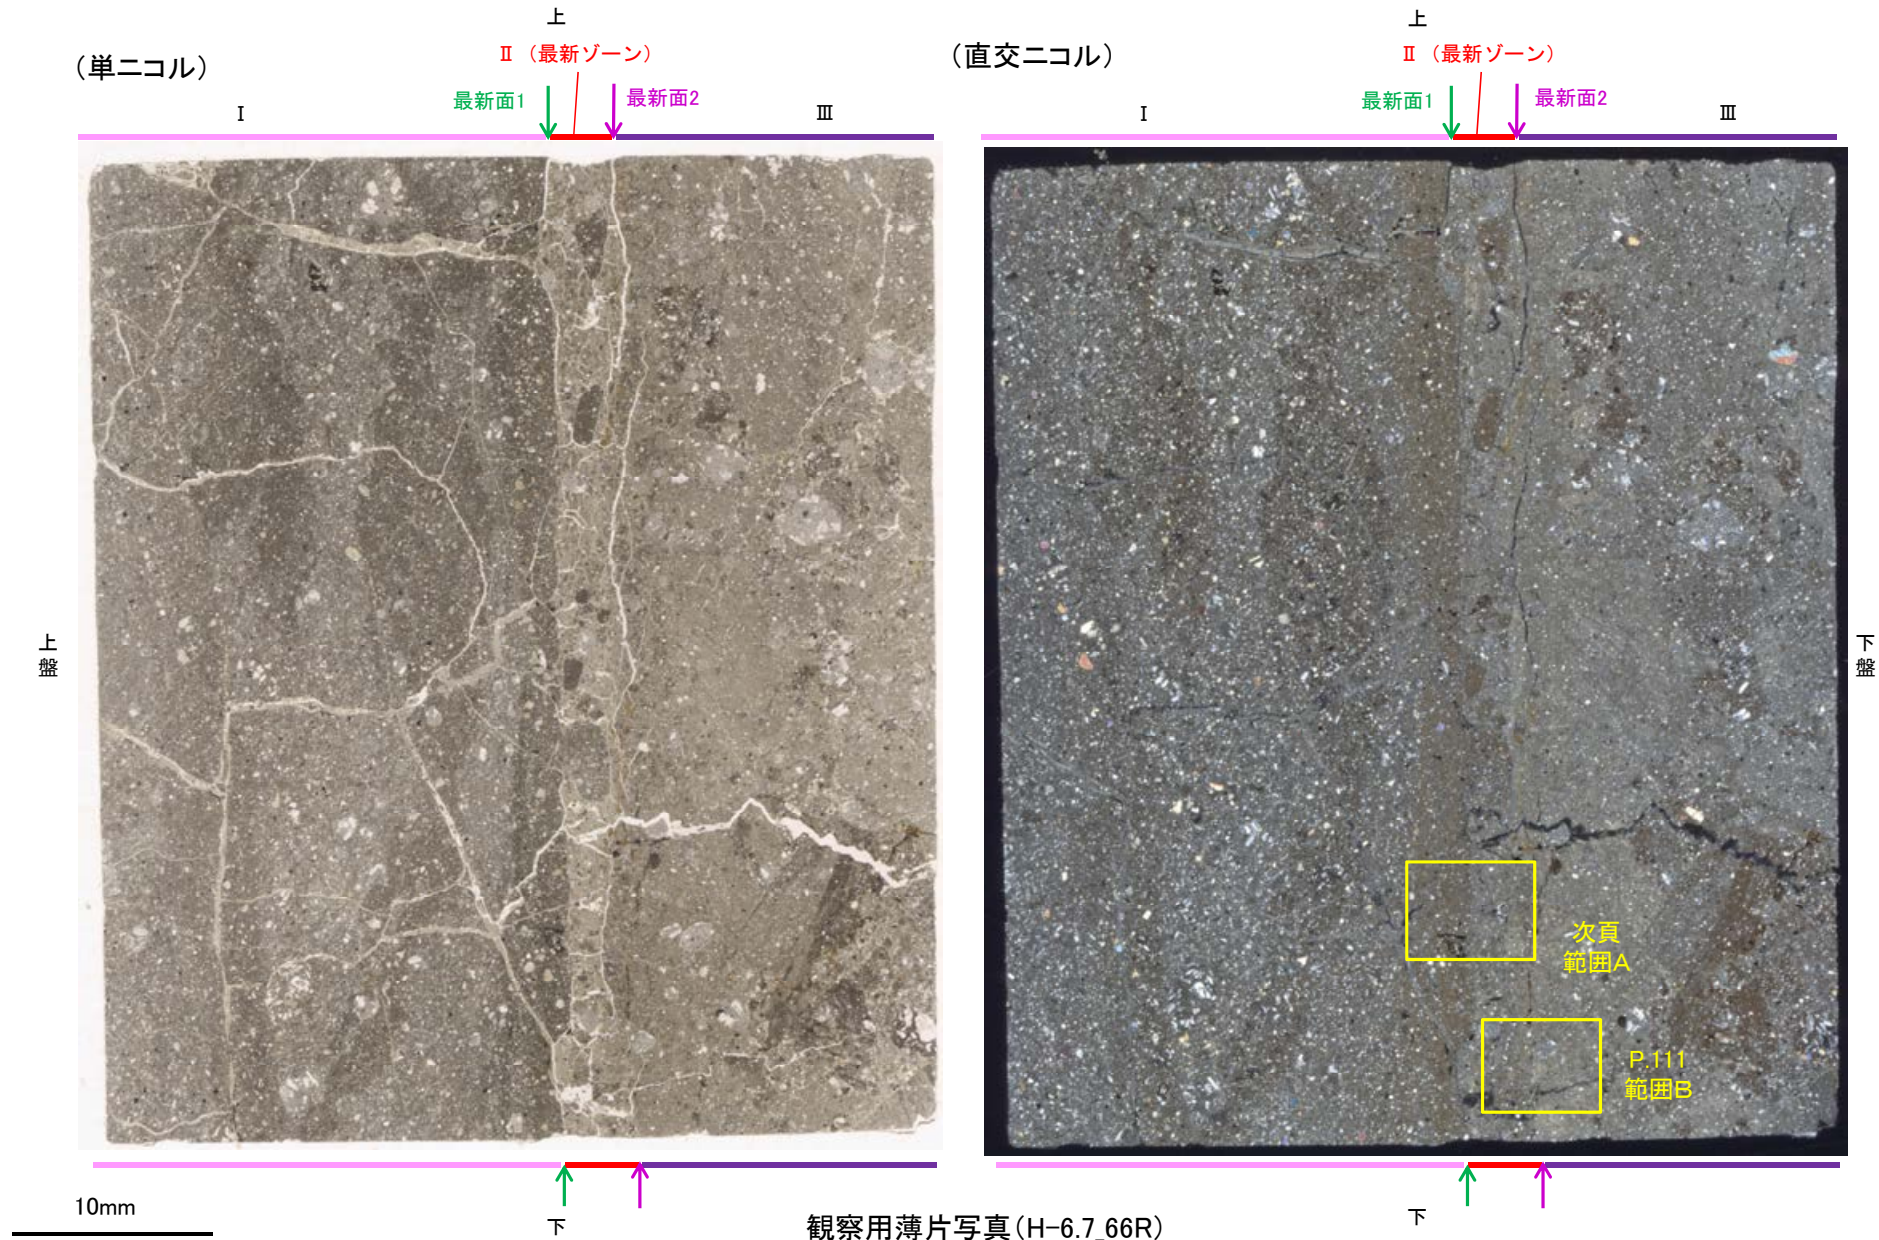 上
上
(単ニコル)
Ⅱ (最新ゾーン)
(直交ニコル)
Ⅱ (最新ゾーン)
最新面1
最新面2
最新面1
最新面2
Ⅰ
Ⅲ
Ⅰ
Ⅲ
上盤
下盤
次頁
範囲A
P.111
範囲B
10mm
下
下
観察用薄片写真(H-6.7_66R)